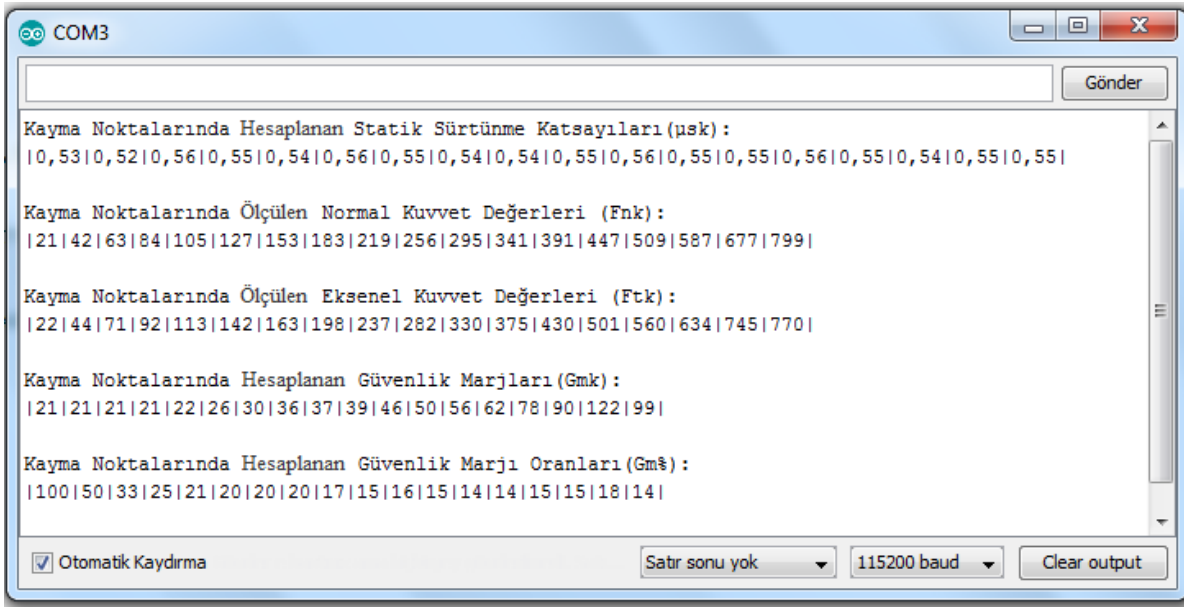 COM3
Gönder
Kayma Noktalarında Hesaplanan Statik Sürtünme Katsayıları(µsk):
|0,53|0,52|0,56|0,55|0,54|0,56|0,55|0,54|0,54|0,55|0,56|0,55|0,55|0,56|0,55|0,54|0,55|0,55|
Kayma Noktalarında Ölçülen Normal Kuvvet Değerleri (Fnk):
|21|42|63|84|105|127|153|183|219|256|295|341|391|447|509|587|677|799|
Kayma Noktalarında Ölçülen Eksenel Kuvvet Değerleri (Ftk):
|22|44|71|92|113|142|163|198|237|282|330|375|430|501|560|634|745|770|
Kayma Noktalarında Hesaplanan Güvenlik Marjları(Gmk):
|21|21|21|21|22|26|30|36|37|39|46|50|56|62|78|90|122|99|
Kayma Noktalarında Hesaplanan Güvenlik Marjı Oranları(Gm%):
|100|50|33|25|21|20|20|20|17|15|16|15|14|14|15|15|18|14|
Otomatik Kaydırma
Satır sonu yok
115200 baud
Clear output